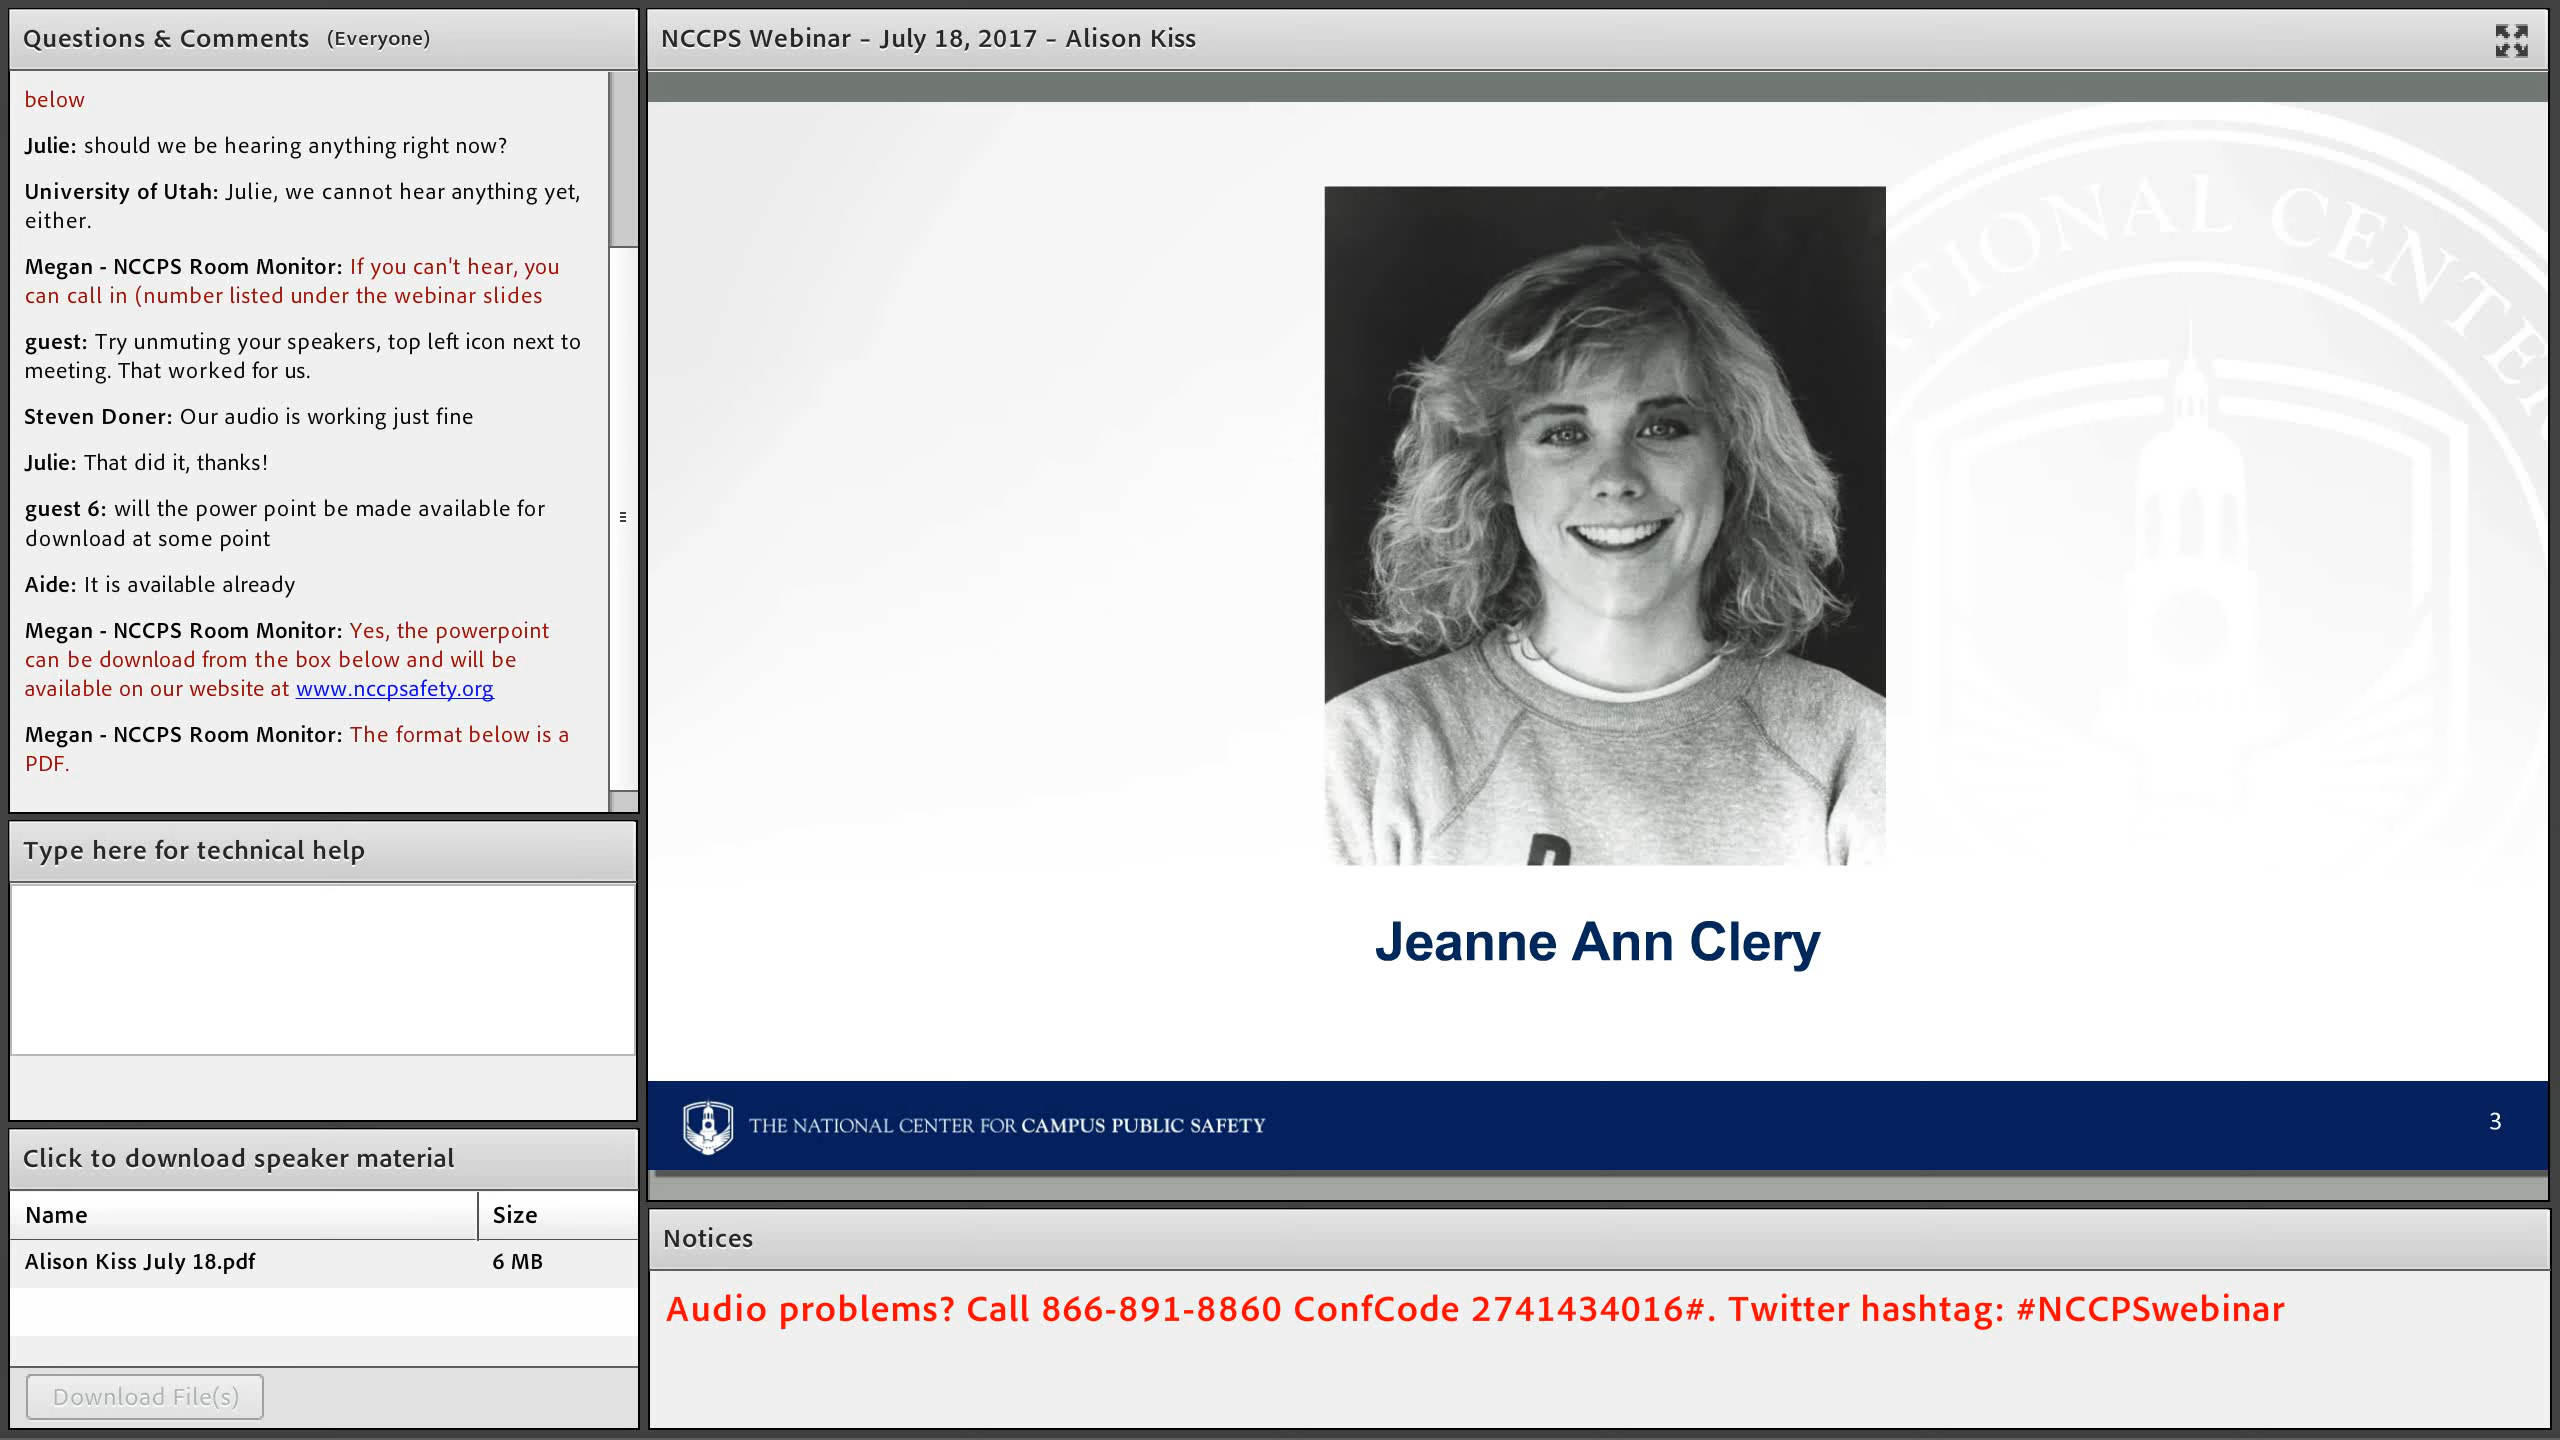 Questions & Comments (Everyone)
below
Julie: should we be hearing anything right now?
University of Utah: Julie, we cannot hear anything yet,
either.
Megan - NCCPS Room Monitor: If you can't hear, you
can call in (number listed under the webinar slides
guest: Try unmuting your speakers, top left icon next to
meeting. That worked for us.
Steven Doner: Our audio is working just fine
Julie: That did it, thanks!
guest 6: will the power point be made available for
download at some point
Aide: It is available already
Megan - NCCPS Room Monitor: Yes, the powerpoint
can be download from the box below and will be
available on our website at www.nccpsafety.org
Megan - NCCPS Room Monitor: The format below is a
PDF.
Type here for technical help
Click to download speaker material
Name Size
Alison Kiss July 18.pdf 6 MB
Download File(s)
NCCPS Webinar – July 18, 2017 – Alison Kiss
NATIONAL CENTER
Jeanne Ann Clery
THE NATIONAL CENTER FOR CAMPUS PUBLIC SAFETY
3
Notices
Audio problems? Call 866-891-8860 ConfCode 2741434016#. Twitter hashtag: #NCCPSwebinar